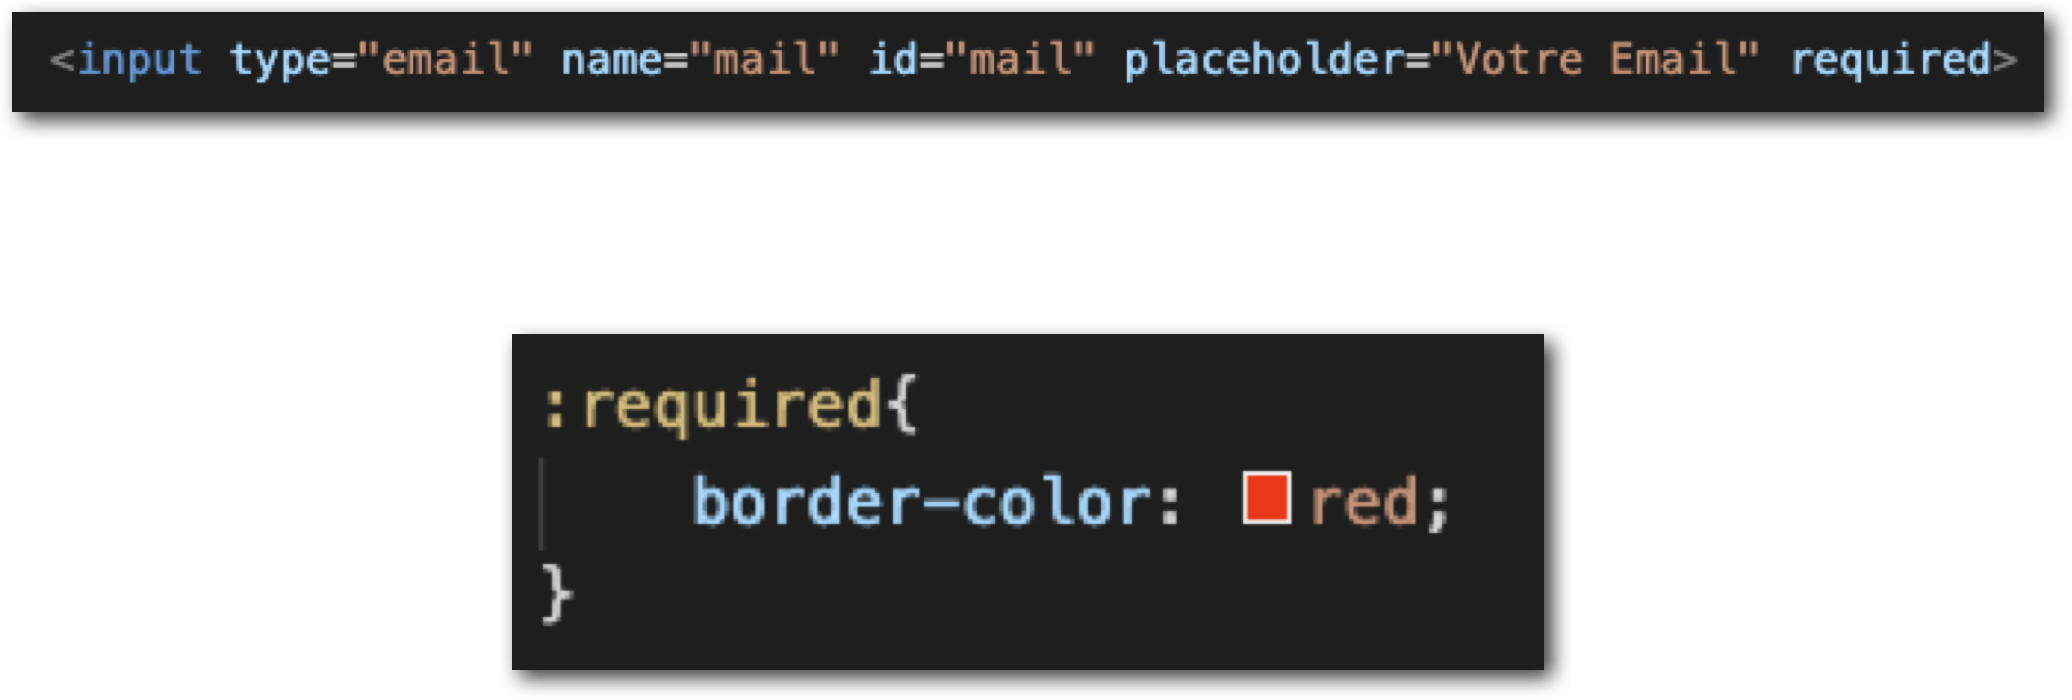 <input type="email" name="mail" id="mail" placeholder="Votre Email" required>
:required{
border-color: red;
}